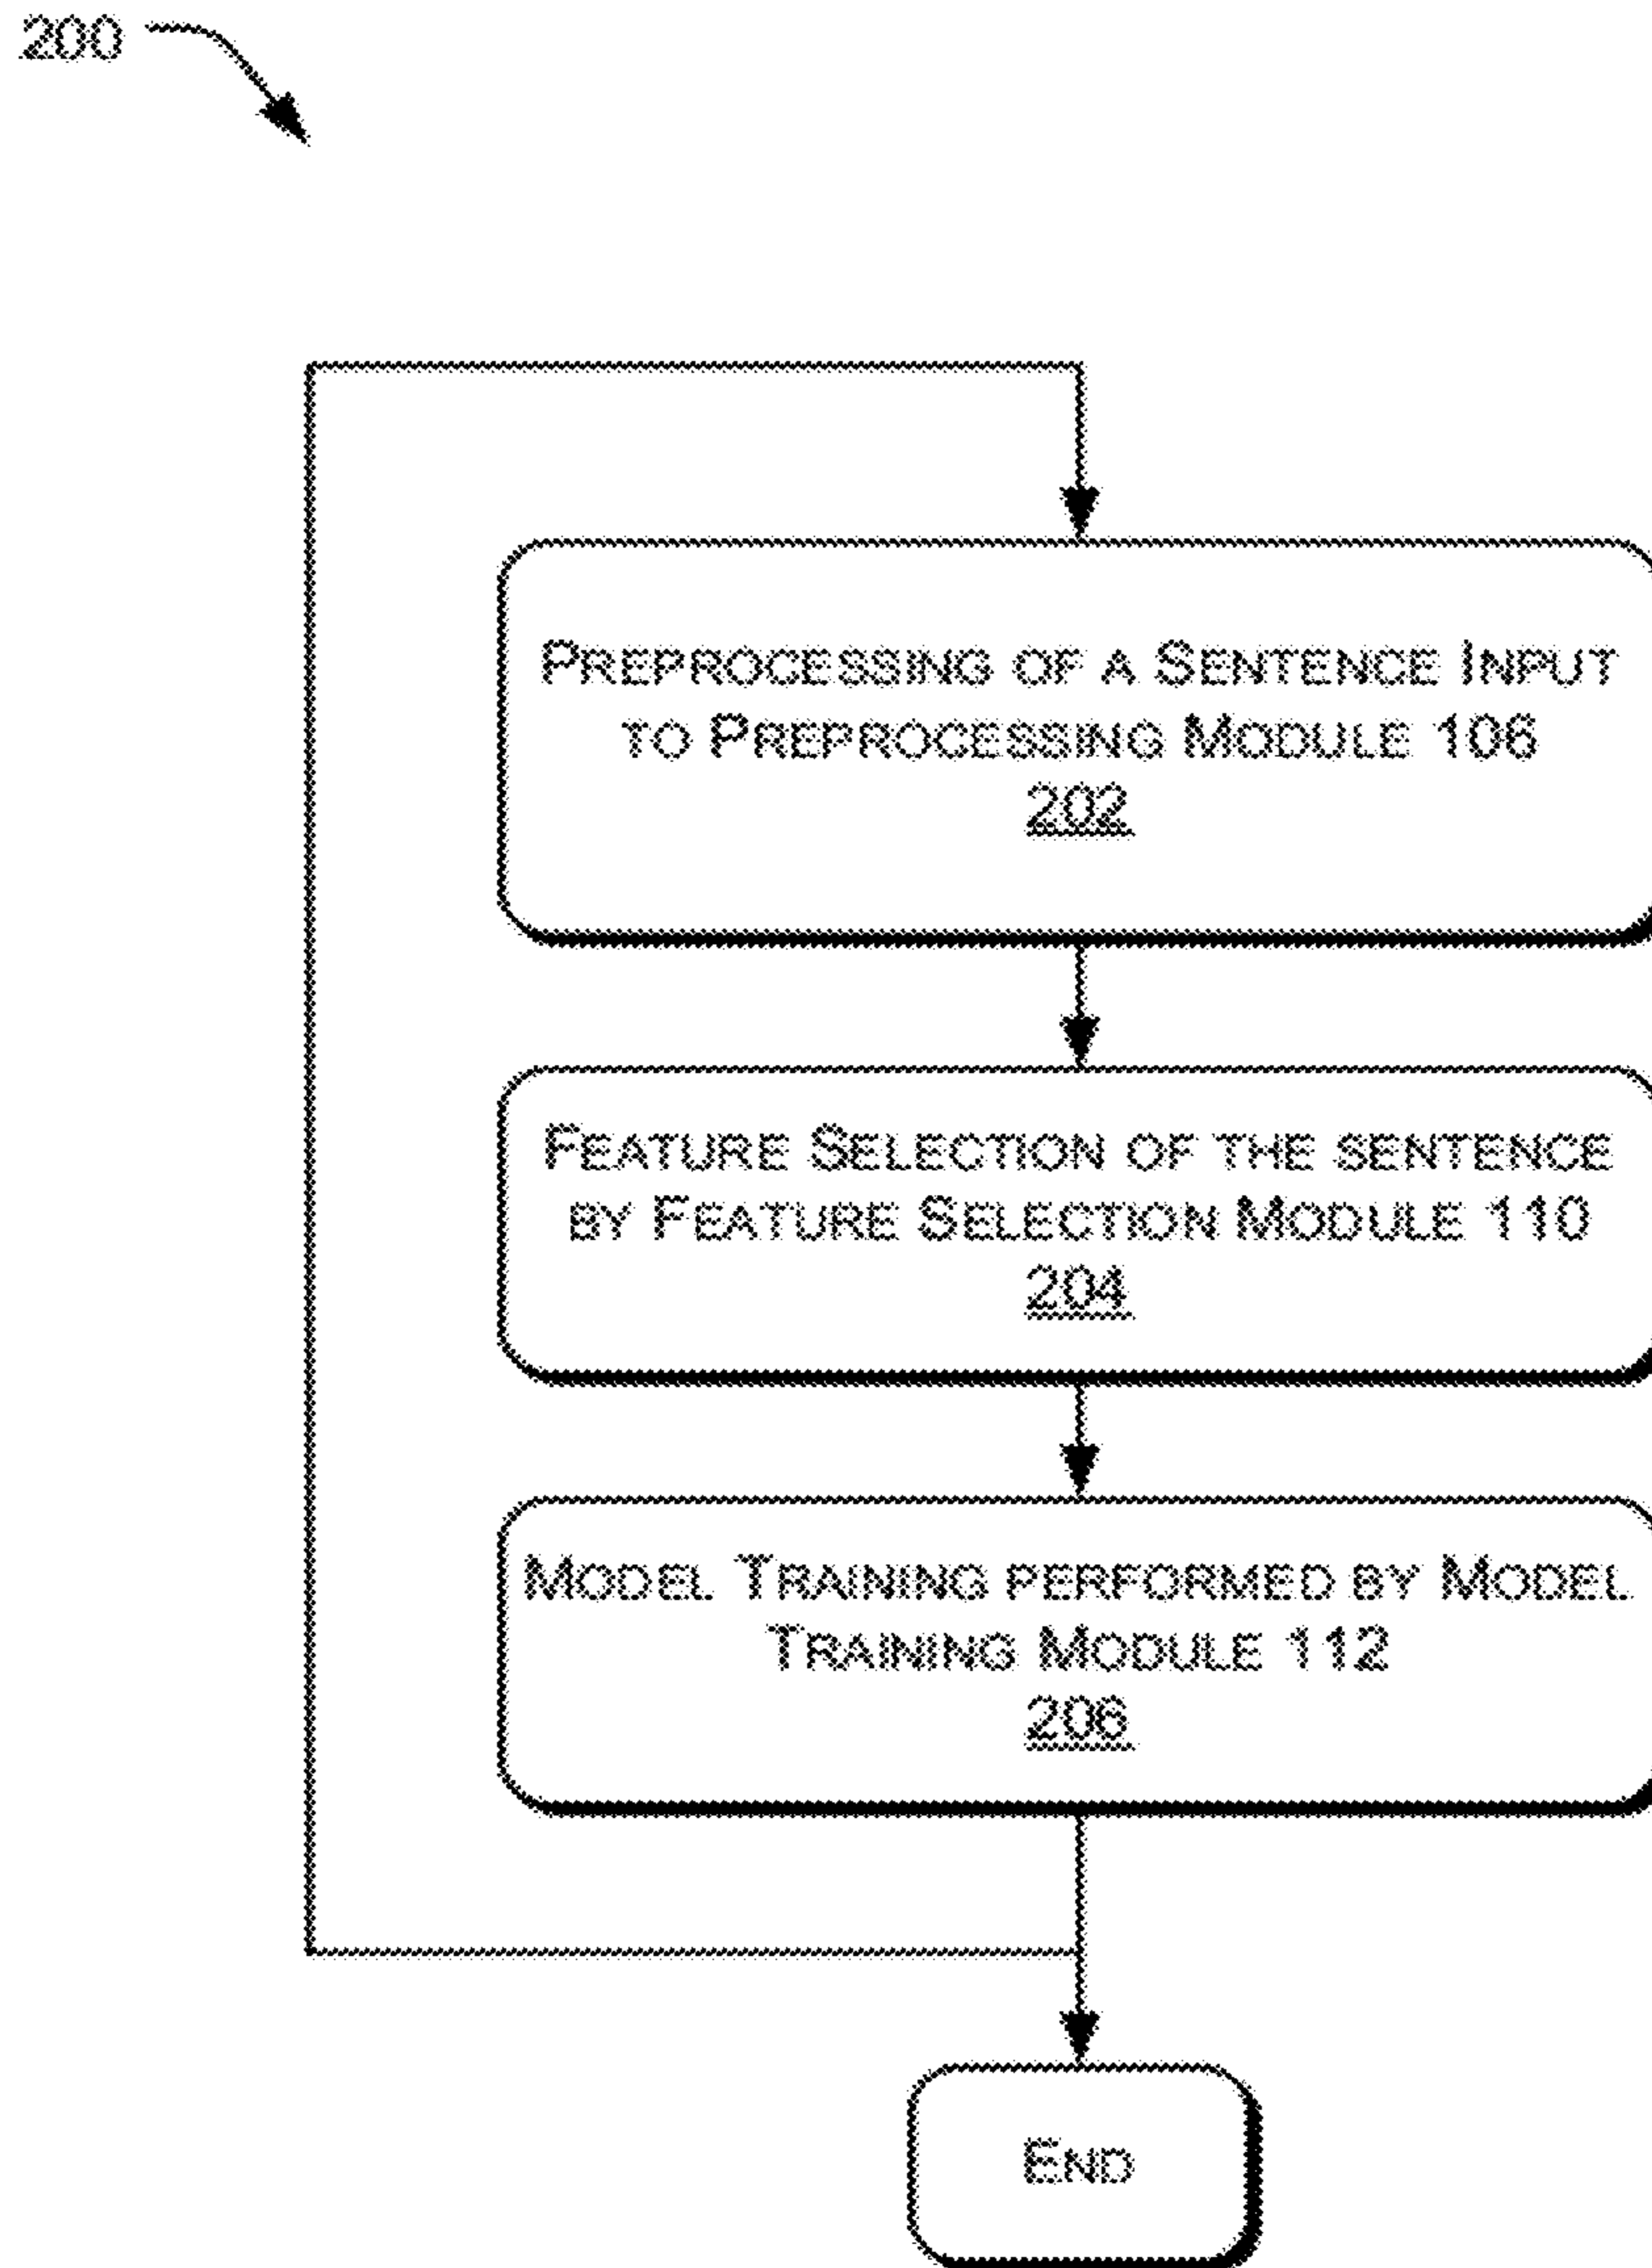 200
Preprocessing of a Sentence Input
to Preprocessing Module 106
202
Feature Selection of the sentence
by Feature Selection Module 110
204
Model Training performed by Model
Training Module 112
206
End